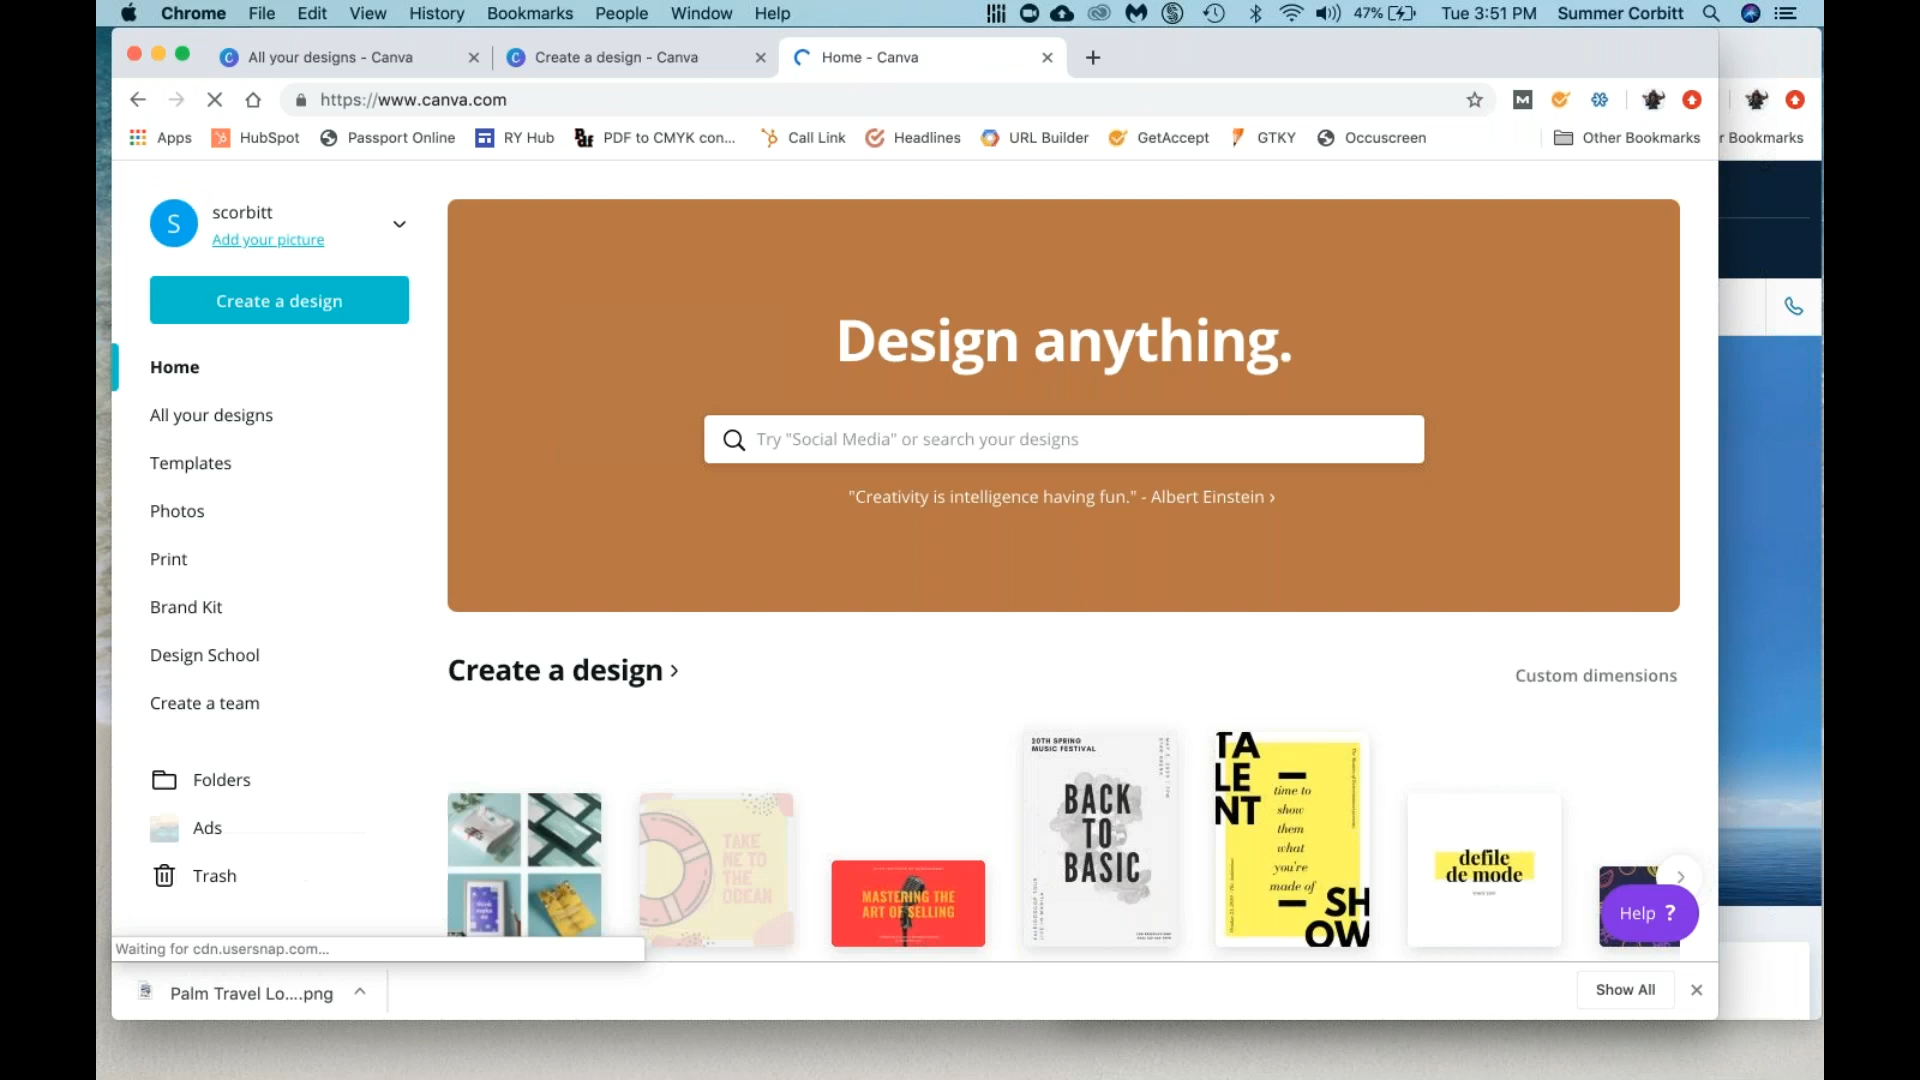 Chrome File Edit View History Bookmarks People Window Help 47% Tue 3:51 PM Summer Corbitt
All your designs - Canva
Create a design - Canva
Home - Canva
https://www.canva.com
Apps HubSpot Passport Online RY Hub PDF to CMYK con... Call Link Headlines URL Builder GetAccept GTKY Occuscreen Other Bookmarks r Bookmarks
S
scorbitt
Add your picture
Create a design
Home
All your designs
Templates
Photos
Print
Brand Kit
Design School
Create a team
Folders
Ads
Trash
Design anything.
Try "Social Media" or search your designs
"Creativity is intelligence having fun." - Albert Einstein ›
Create a design ›
Custom dimensions
TAKE
ME TO
THE
OCEAN
MASTERING THE
ART OF SELLING
20TH SPRING
MUSIC FESTIVAL
BACK
TO
BASIC
TA
LE
NT
time to
show
them
what
you're
made of
SH
OW
defile
de mode
Help ?
Waiting for cdn.usersnap.com...
Palm Travel Lo....png
Show All